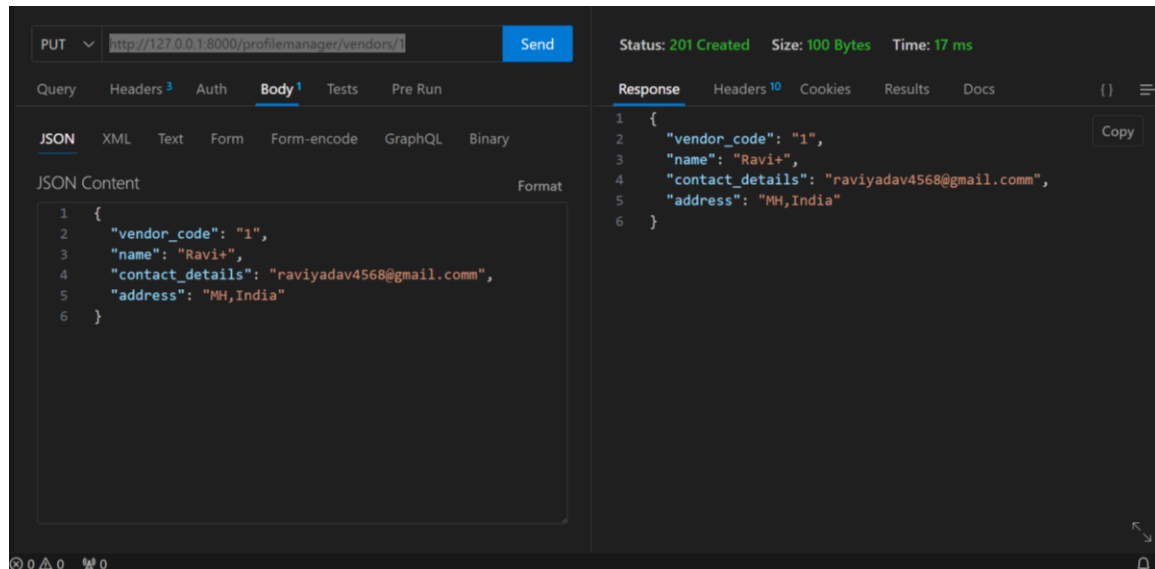 PUT http://127.0.0.1:8000/profilemanager/vendors/1 Send
Query Headers 3 Auth Body 1 Tests Pre Run
JSON XML Text Form Form-encode GraphQL Binary
JSON Content Format
1 {
2 "vendor_code": "1",
3 "name": "Ravi+",
4 "contact_details": "raviyadav4568@gmail.comm",
5 "address": "MH,India"
6 }
Status: 201 Created Size: 100 Bytes Time: 17 ms
Response Headers 10 Cookies Results Docs {}
Copy
1 {
2 "vendor_code": "1",
3 "name": "Ravi+",
4 "contact_details": "raviyadav4568@gmail.comm",
5 "address": "MH,India"
6 }
0 0 0